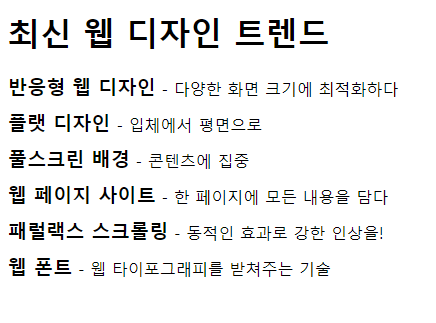 최신 웹 디자인 트렌드
반응형 웹 디자인 - 다양한 화면 크기에 최적화하다
플랫 디자인 - 입체에서 평면으로
풀스크린 배경 - 콘텐츠에 집중
웹 페이지 사이트 - 한 페이지에 모든 내용을 담다
패럴랙스 스크롤링 - 동적인 효과로 강한 인상을!
웹 폰트 - 웹 타이포그래피를 받쳐주는 기술